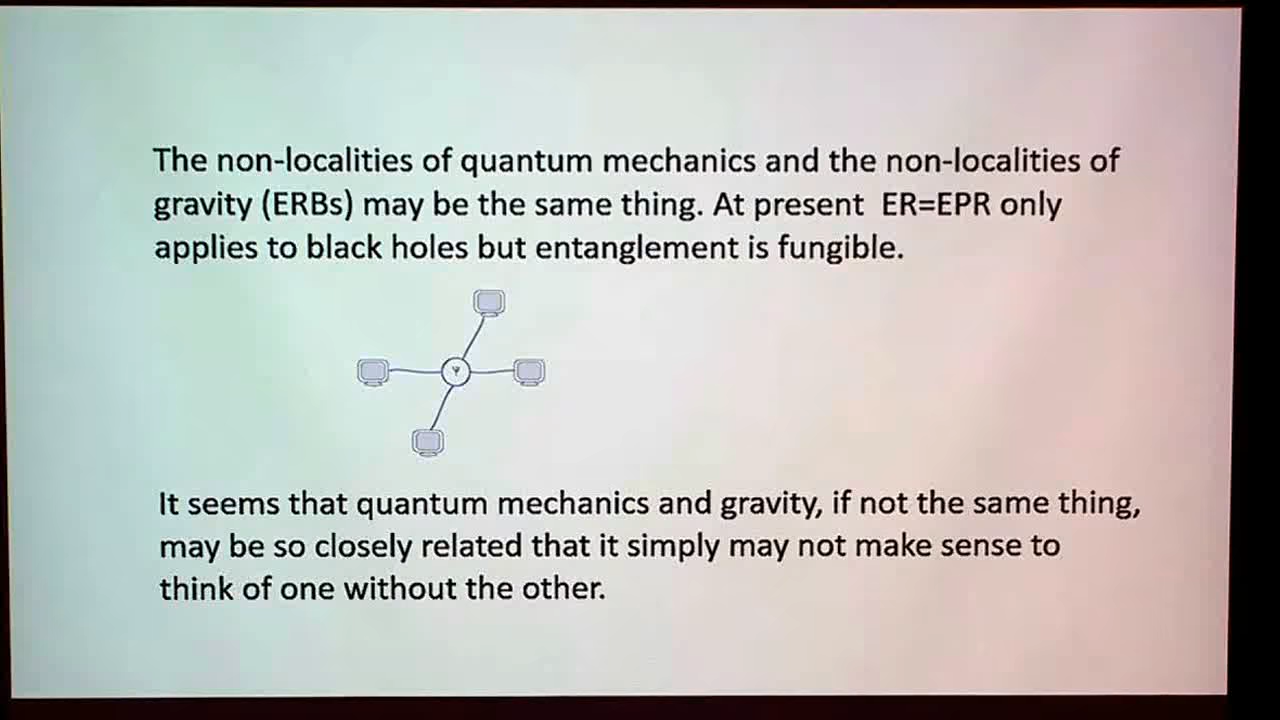 The non-localities of quantum mechanics and the non-localities of
gravity (ERBs) may be the same thing. At present ER=EPR only
applies to black holes but entanglement is fungible.
Ψ
It seems that quantum mechanics and gravity, if not the same thing,
may be so closely related that it simply may not make sense to
think of one without the other.